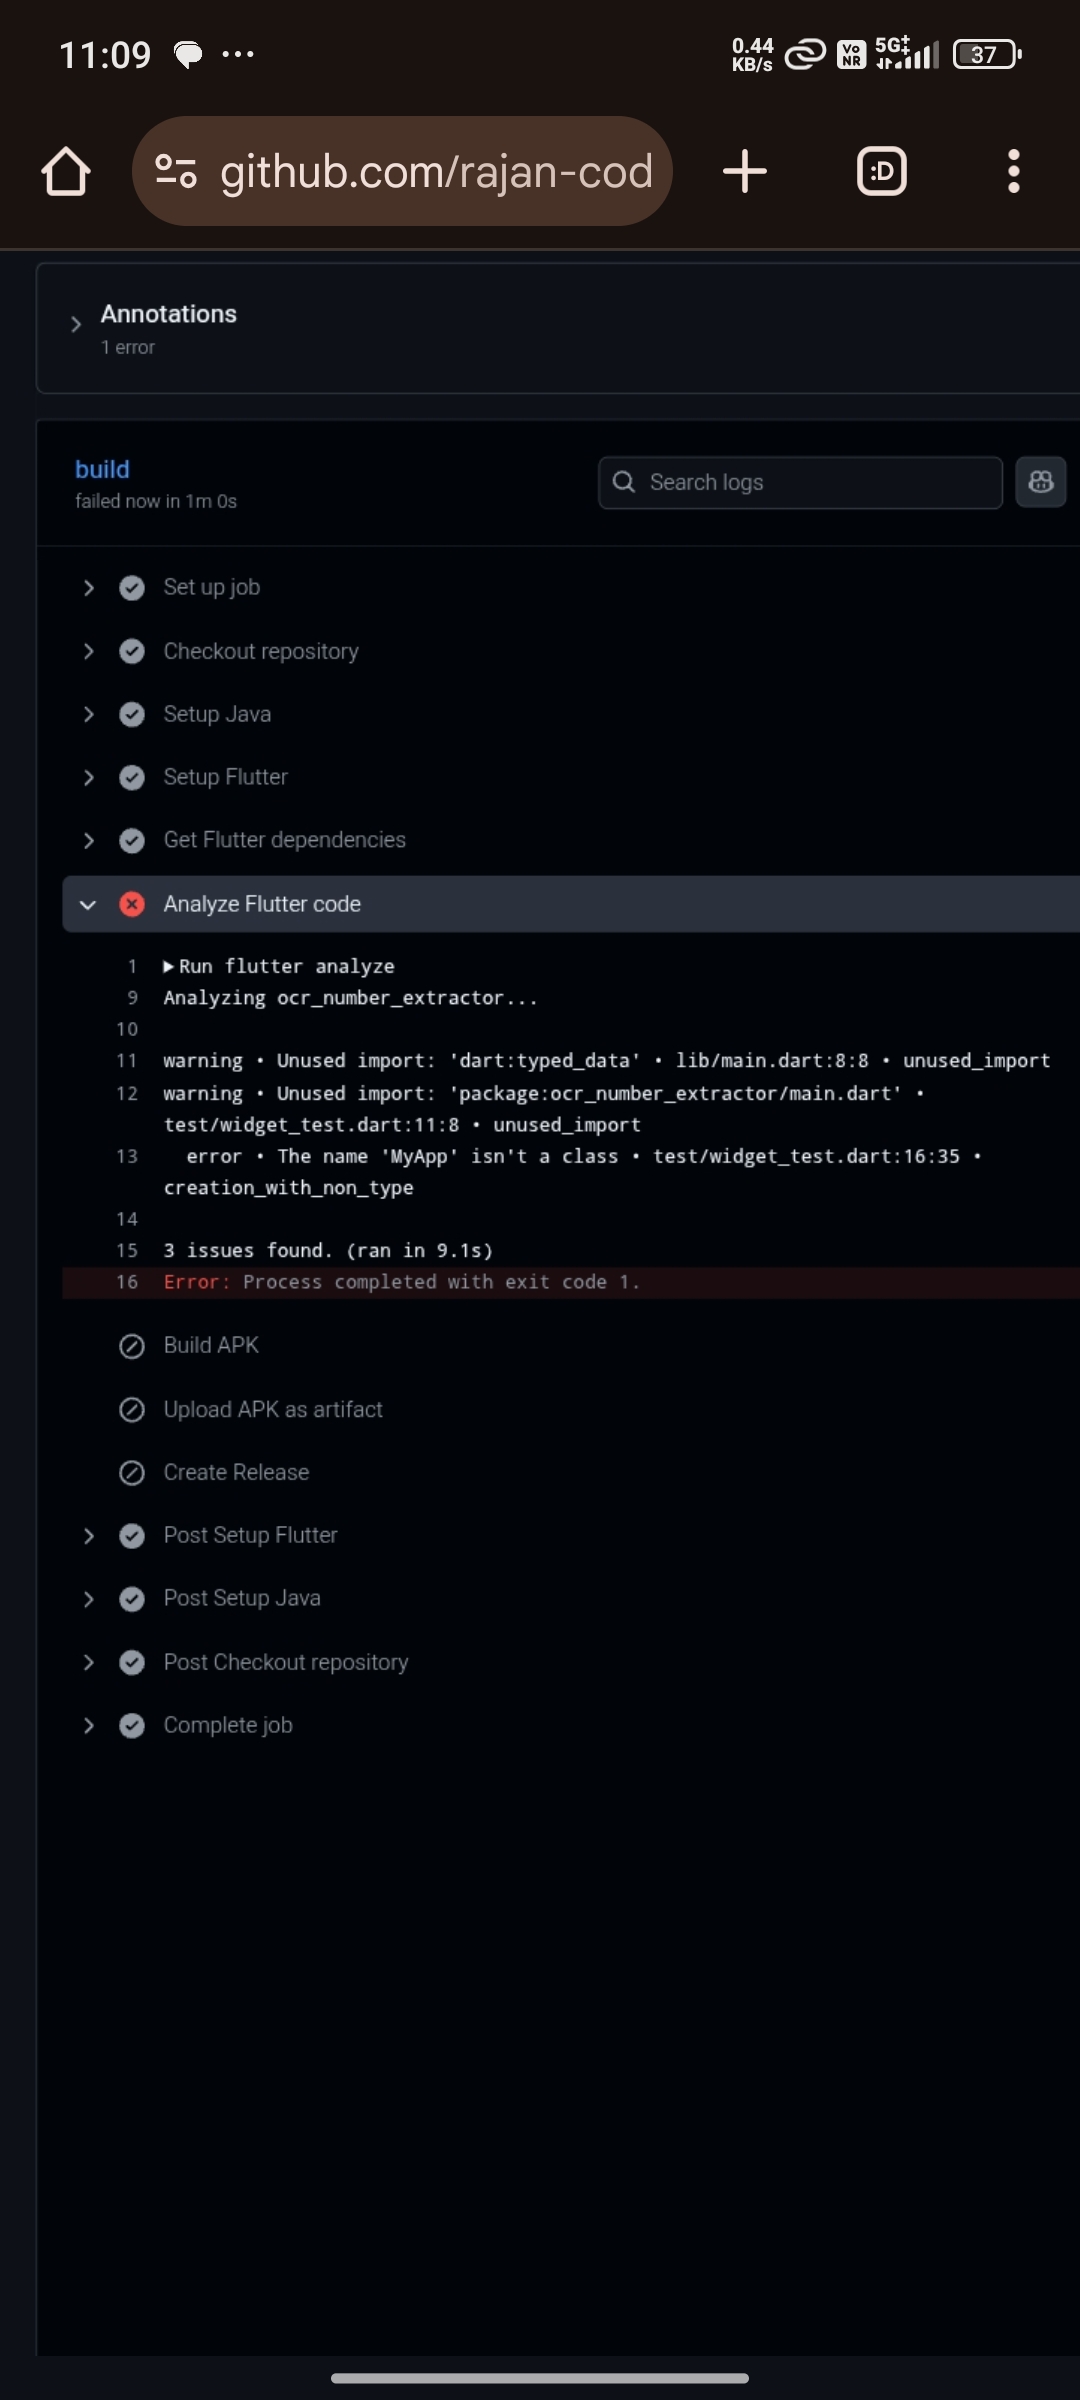 11:09 ...
0.44 KB/s Vo NR 5G‡ 37
github.com/rajan-cod :D
Annotations
1 error
build
failed now in 1m 0s
Search logs
Set up job
Checkout repository
Setup Java
Setup Flutter
Get Flutter dependencies
Analyze Flutter code
1 ▶Run flutter analyze
9 Analyzing ocr_number_extractor...
10
11 warning • Unused import: 'dart:typed_data' • lib/main.dart:8:8 • unused_import
12 warning • Unused import: 'package:ocr_number_extractor/main.dart' •
test/widget_test.dart:11:8 • unused_import
13 error • The name 'MyApp' isn't a class • test/widget_test.dart:16:35 •
creation_with_non_type
14
15 3 issues found. (ran in 9.1s)
16 Error: Process completed with exit code 1.
Build APK
Upload APK as artifact
Create Release
Post Setup Flutter
Post Setup Java
Post Checkout repository
Complete job